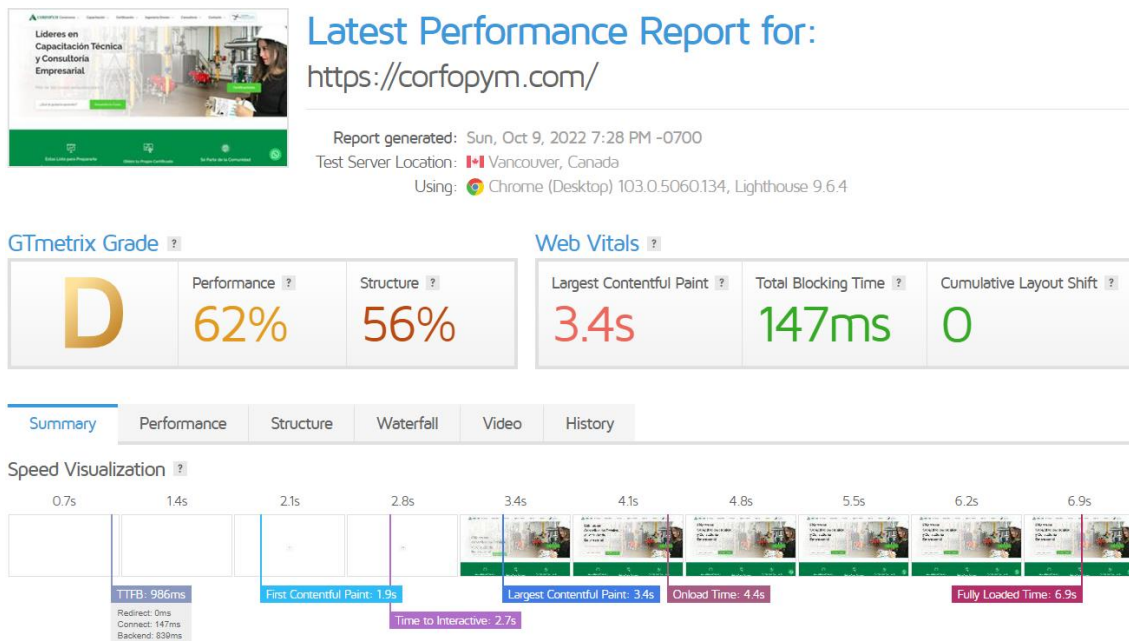 Latest Performance Report for:
https://corfopym.com/
Líderes en
Capacitación Técnica
y Consultoría
Empresarial
Report generated: Sun, Oct 9, 2022 7:28 PM -0700
Test Server Location: Vancouver, Canada
Using: Chrome (Desktop) 103.0.5060.134, Lighthouse 9.6.4
GTmetrix Grade ?
Web Vitals ?
D
Performance ?
62%
Structure ?
56%
Largest Contentful Paint ?
3.4s
Total Blocking Time ?
147ms
Cumulative Layout Shift ?
0
Summary Performance Structure Waterfall Video History
Speed Visualization ?
0.7s 1.4s 2.1s 2.8s 3.4s 4.1s 4.8s 5.5s 6.2s 6.9s
TTFB: 986ms
Redirect: 0ms
Connect: 147ms
Backend: 839ms
First Contentful Paint: 1.9s
Time to Interactive: 2.7s
Largest Contentful Paint: 3.4s
Onload Time: 4.4s
Fully Loaded Time: 6.9s